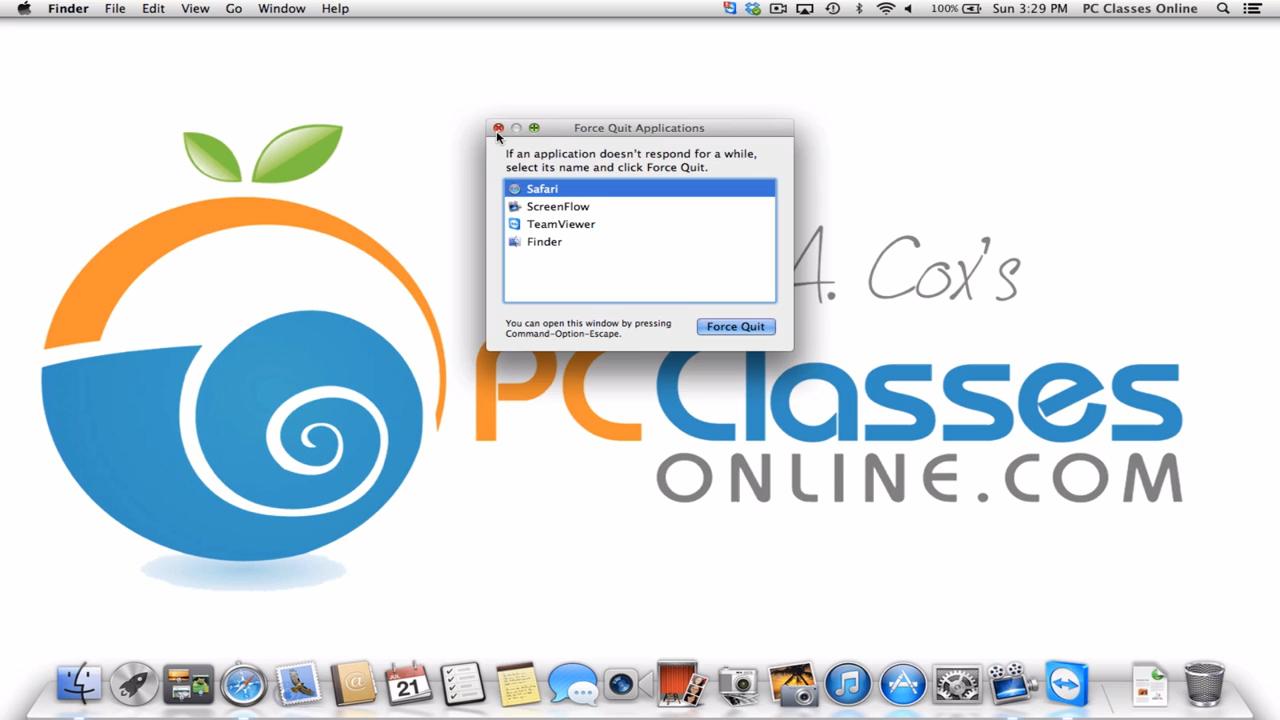 Finder File Edit View Go Window Help 100% Sun 3:29 PM PC Classes Online
Force Quit Applications
If an application doesn't respond for a while,
select its name and click Force Quit.
Safari
ScreenFlow
TeamViewer
Finder
You can open this window by pressing
Command-Option-Escape.
Force Quit
A. Cox's
PCClasses
ONLINE.COM
JUL
21